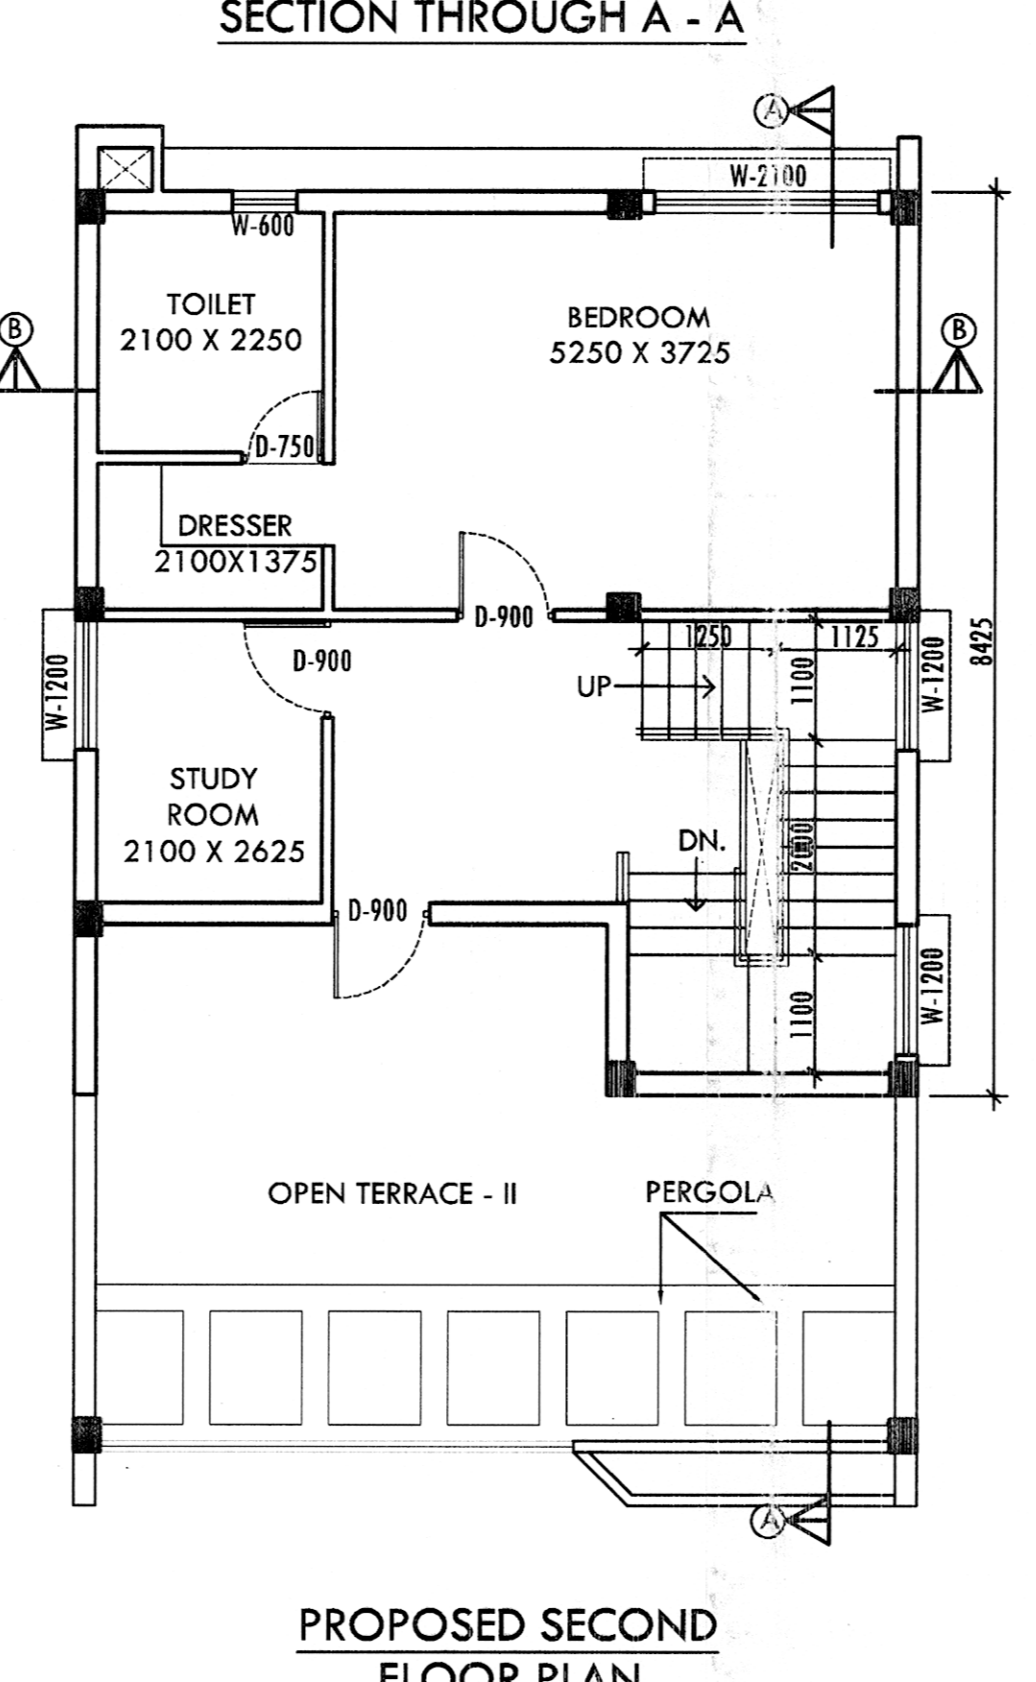 SECTION THROUGH A - A
A
W-2100
W-600
TOILET
2100 X 2250
BEDROOM
5250 X 3725
B
B
D-750
DRESSER
2100X1375
D-900
D-900
1250
1125
1100
UP
W-1200
W-1200
8425
STUDY
ROOM
2100 X 2625
DN.
2000
D-900
W-1200
1100
OPEN TERRACE - II
PERGOLA
A
PROPOSED SECOND
FLOOR PLAN